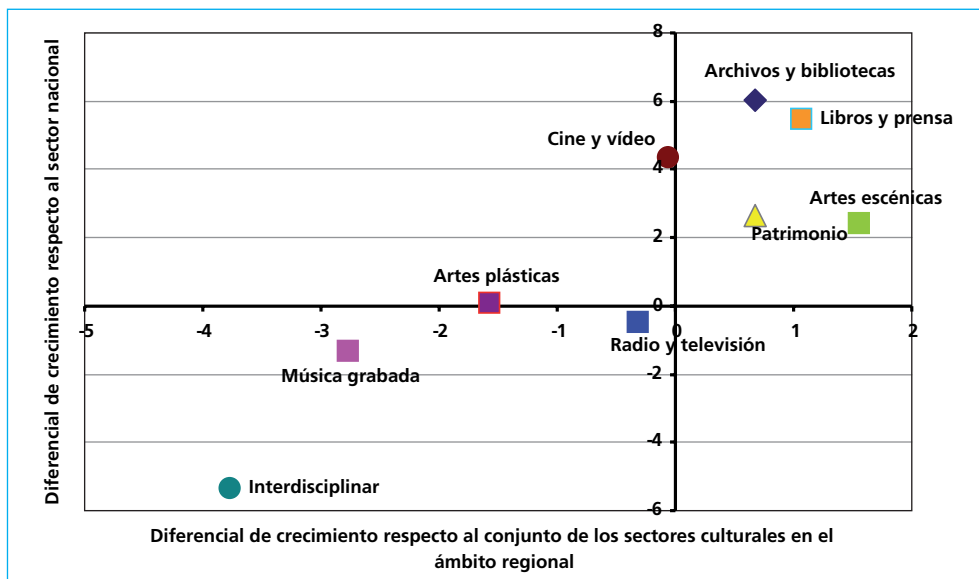 Diferencial de crecimiento respecto al sector nacional
8
Archivos y bibliotecas
6
Libros y prensa
Cine y vídeo
4
Artes escénicas
2
Patrimonio
Artes plásticas
0
-5 -4 -3 -2 -1 0 1 2
Radio y televisión
-2
Música grabada
-4
Interdisciplinar
-6
Diferencial de crecimiento respecto al conjunto de los sectores culturales en el
ámbito regional